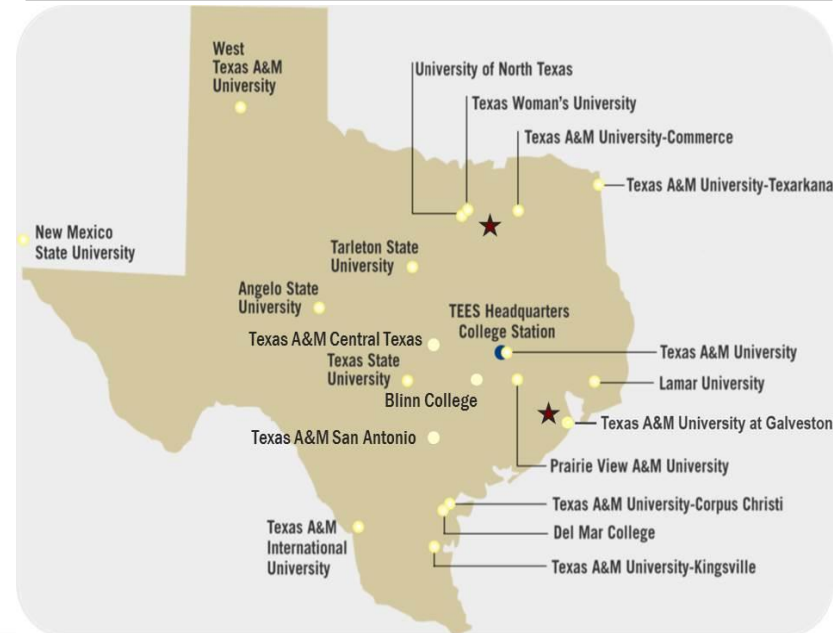 West
Texas A&M
University
University of North Texas
Texas Woman's University
Texas A&M University-Commerce
Texas A&M University-Texarkana
New Mexico
State University
Tarleton State
University
Angelo State
University
TEES Headquarters
College Station
Texas A&M Central Texas
Texas A&M University
Texas State
University
Lamar University
Blinn College
Texas A&M University at Galveston
Texas A&M San Antonio
Prairie View A&M University
Texas A&M University-Corpus Christi
Texas A&M
International
University
Del Mar College
Texas A&M University-Kingsville